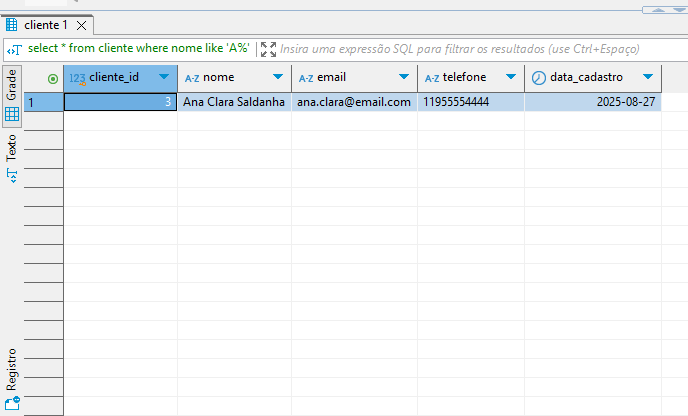 cliente 1
select * from cliente where nome like 'A%'
Insira uma expressão SQL para filtrar os resultados (use Ctrl+Espaço)
Grade
Texto
Registro
123 cliente_id A-Z nome A-Z email A-Z telefone data_cadastro
1 3 Ana Clara Saldanha ana.clara@email.com 11955554444 2025-08-27